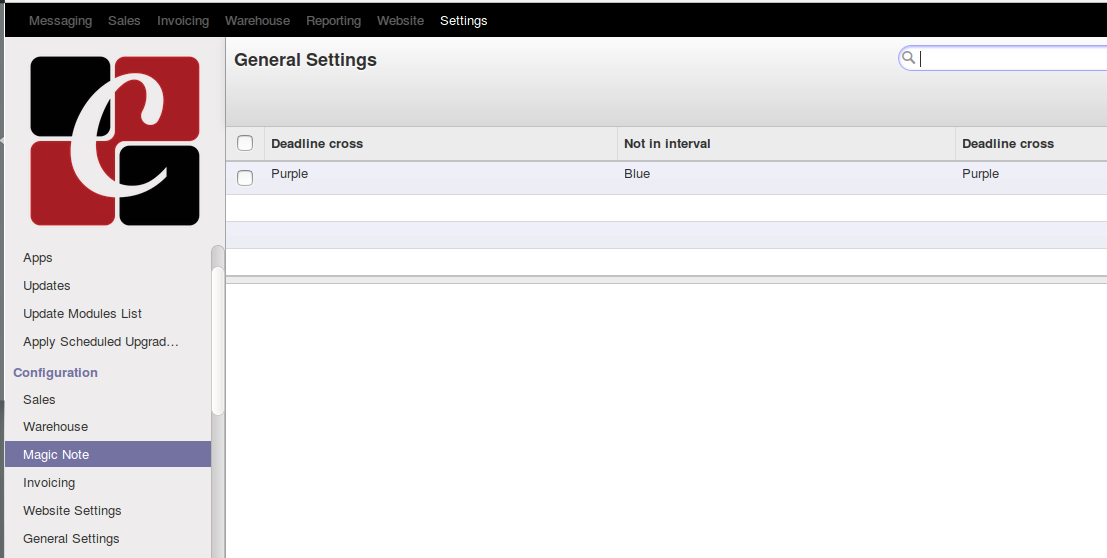 Messaging Sales Invoicing Warehouse Reporting Website Settings
General Settings
Deadline cross Not in interval Deadline cross
Purple Blue Purple
C
Apps
Updates
Update Modules List
Apply Scheduled Upgrad...
Configuration
Sales
Warehouse
Magic Note
Invoicing
Website Settings
General Settings